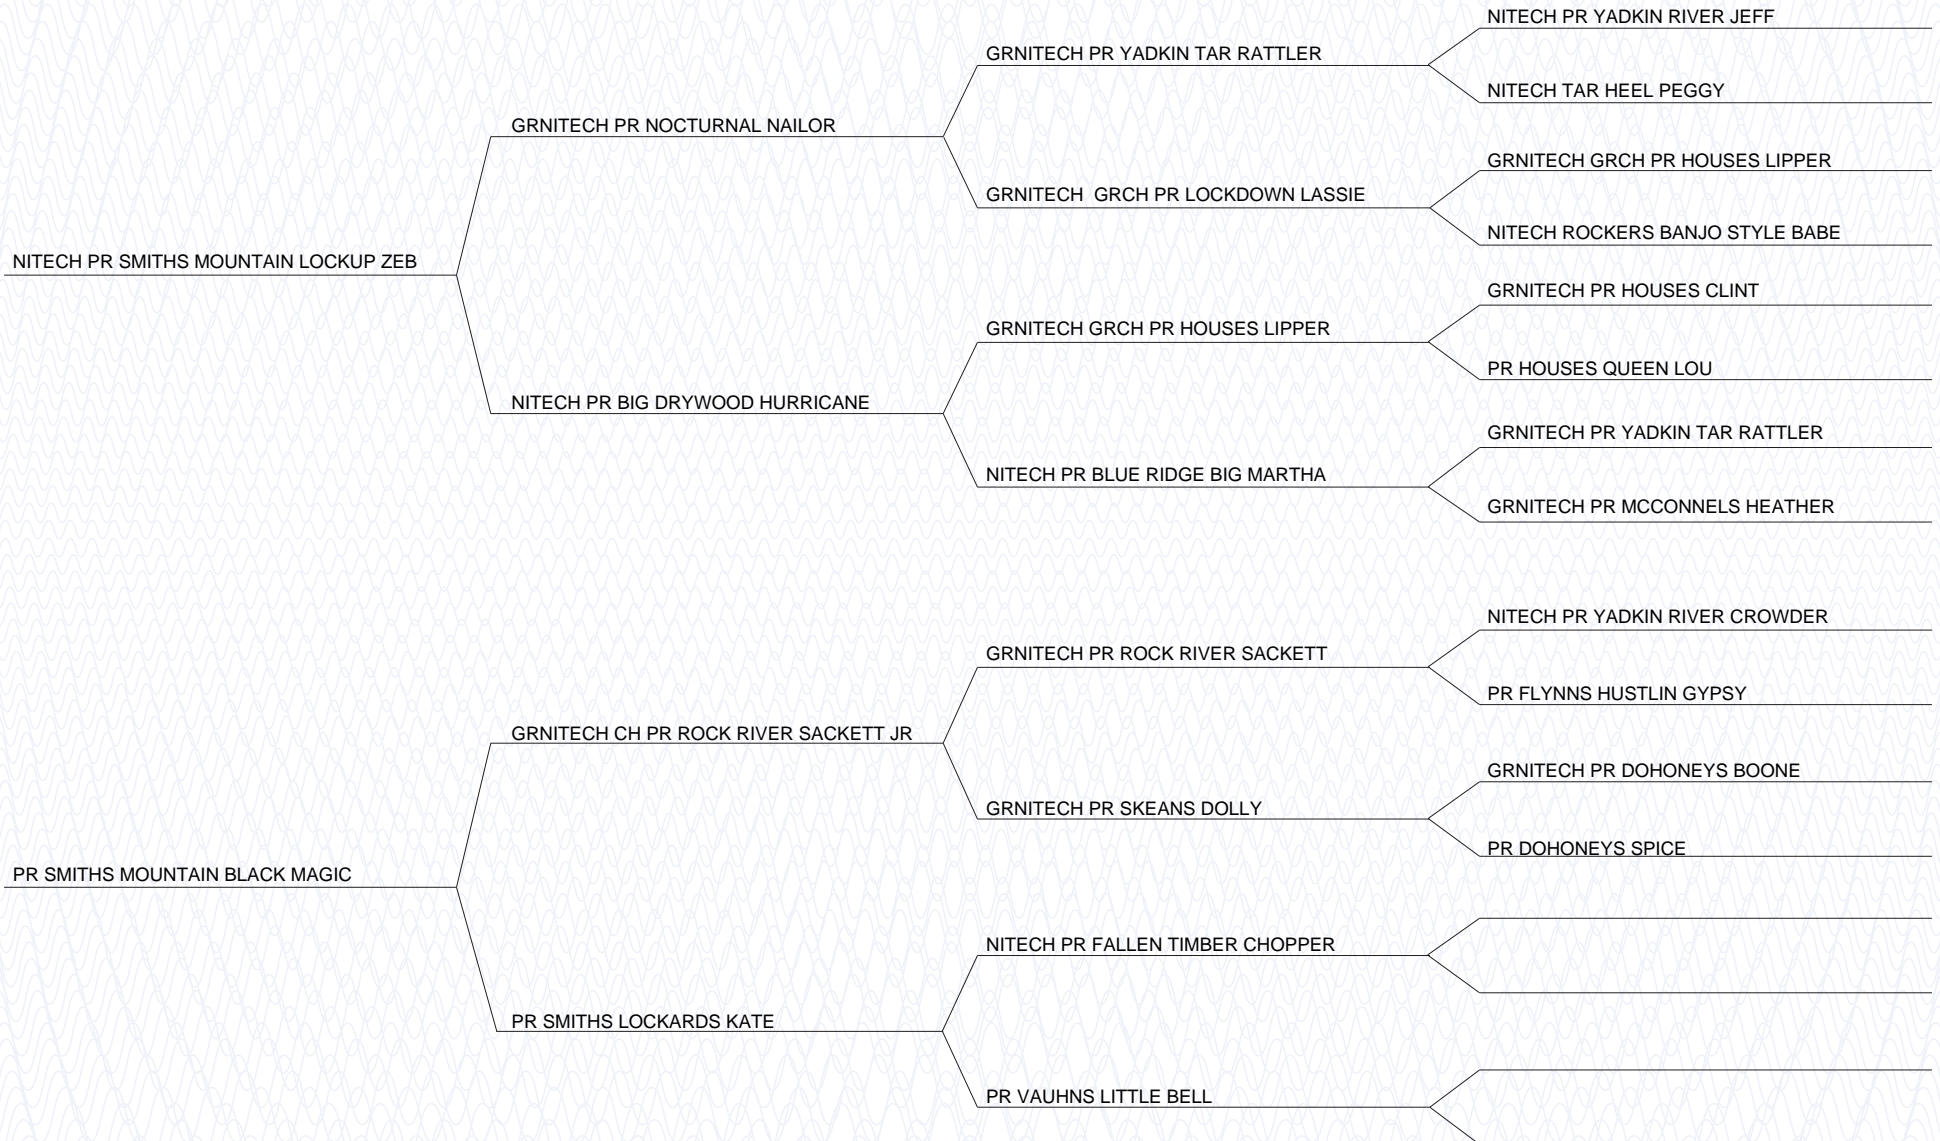 NITECH PR YADKIN RIVER JEFF
GRNITECH PR YADKIN TAR RATTLER
NITECH TAR HEEL PEGGY
GRNITECH PR NOCTURNAL NAILOR
GRNITECH GRCH PR HOUSES LIPPER
GRNITECH  GRCH PR LOCKDOWN LASSIE
NITECH ROCKERS BANJO STYLE BABE
NITECH PR SMITHS MOUNTAIN LOCKUP ZEB
GRNITECH PR HOUSES CLINT
GRNITECH GRCH PR HOUSES LIPPER
PR HOUSES QUEEN LOU
NITECH PR BIG DRYWOOD HURRICANE
GRNITECH PR YADKIN TAR RATTLER
NITECH PR BLUE RIDGE BIG MARTHA
GRNITECH PR MCCONNELS HEATHER
NITECH PR YADKIN RIVER CROWDER
GRNITECH PR ROCK RIVER SACKETT
PR FLYNNS HUSTLIN GYPSY
GRNITECH CH PR ROCK RIVER SACKETT JR
GRNITECH PR DOHONEYS BOONE
GRNITECH PR SKEANS DOLLY
PR DOHONEYS SPICE
PR SMITHS MOUNTAIN BLACK MAGIC
NITECH PR FALLEN TIMBER CHOPPER
PR SMITHS LOCKARDS KATE
PR VAUHNS LITTLE BELL